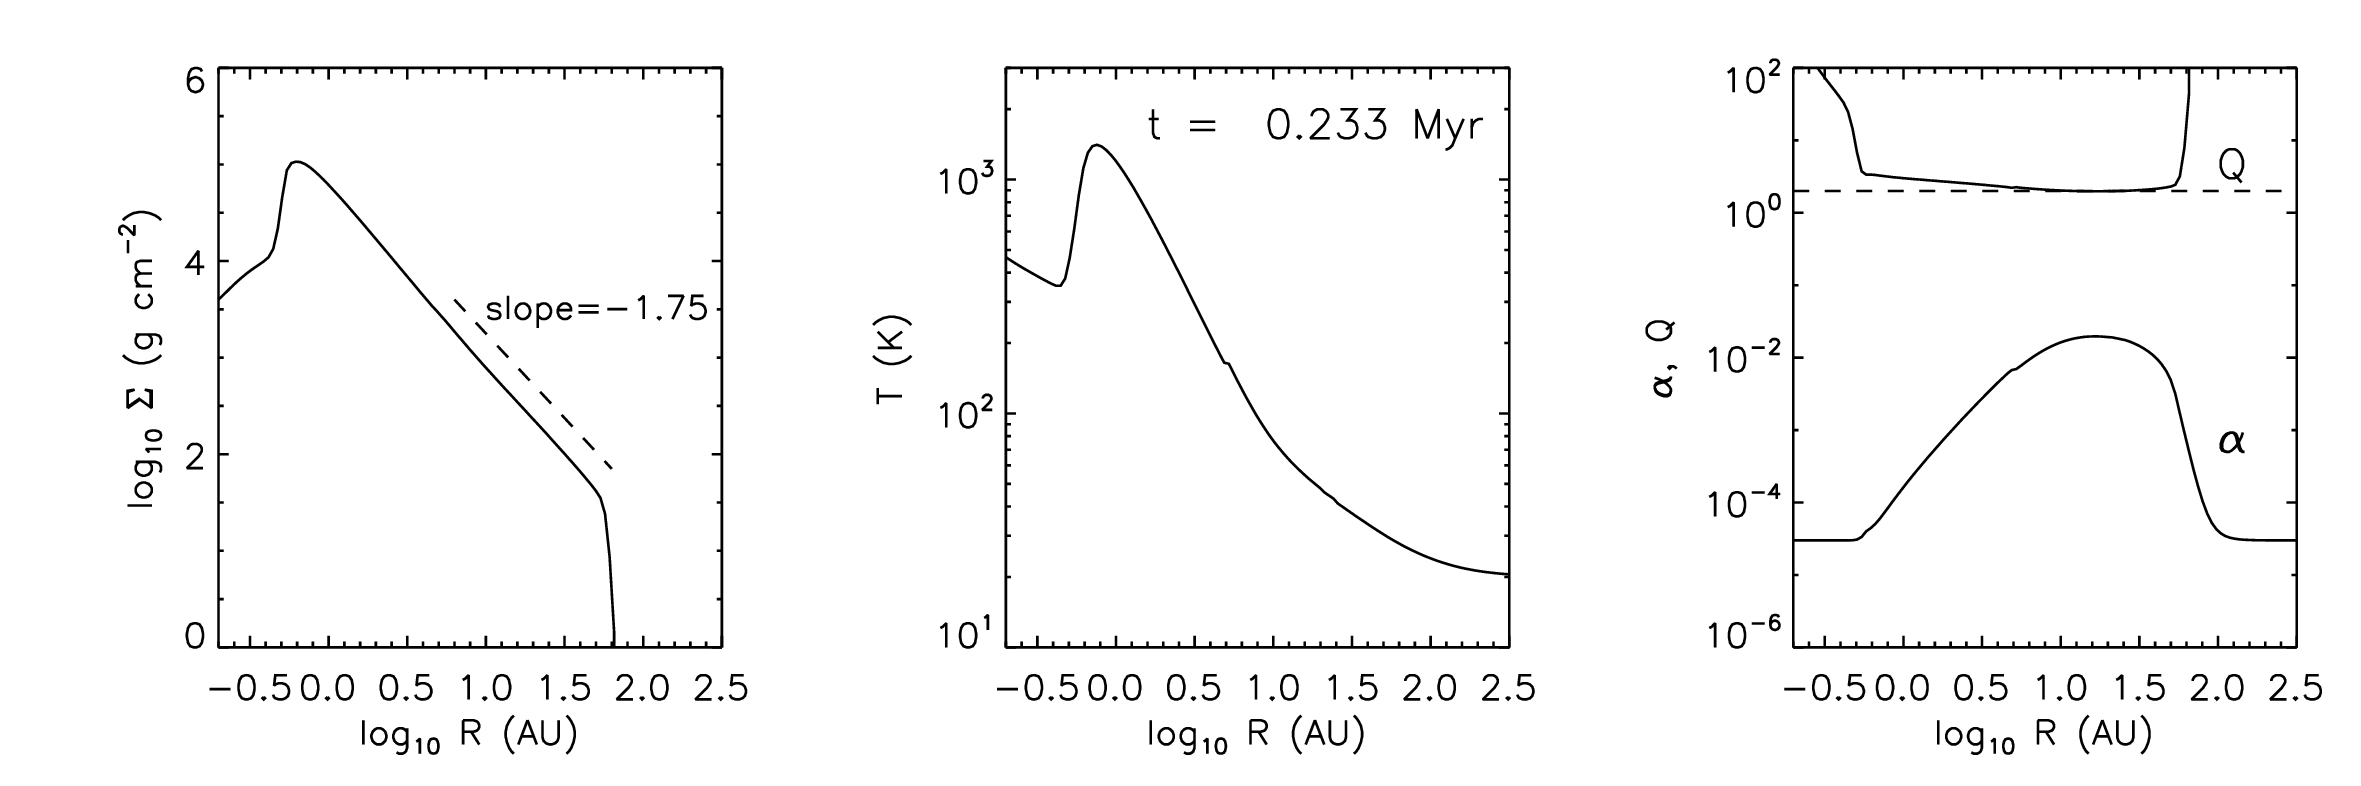 6
4
2
0
log₁₀ Σ (g cm⁻²)
slope=−1.75
−0.5 0.0 0.5 1.0 1.5 2.0 2.5
log₁₀ R (AU)
10³
10²
10¹
T (K)
t = 0.233 Myr
−0.5 0.0 0.5 1.0 1.5 2.0 2.5
log₁₀ R (AU)
10²
10⁰
10⁻²
10⁻⁴
10⁻⁶
α, Q
Q
α
−0.5 0.0 0.5 1.0 1.5 2.0 2.5
log₁₀ R (AU)